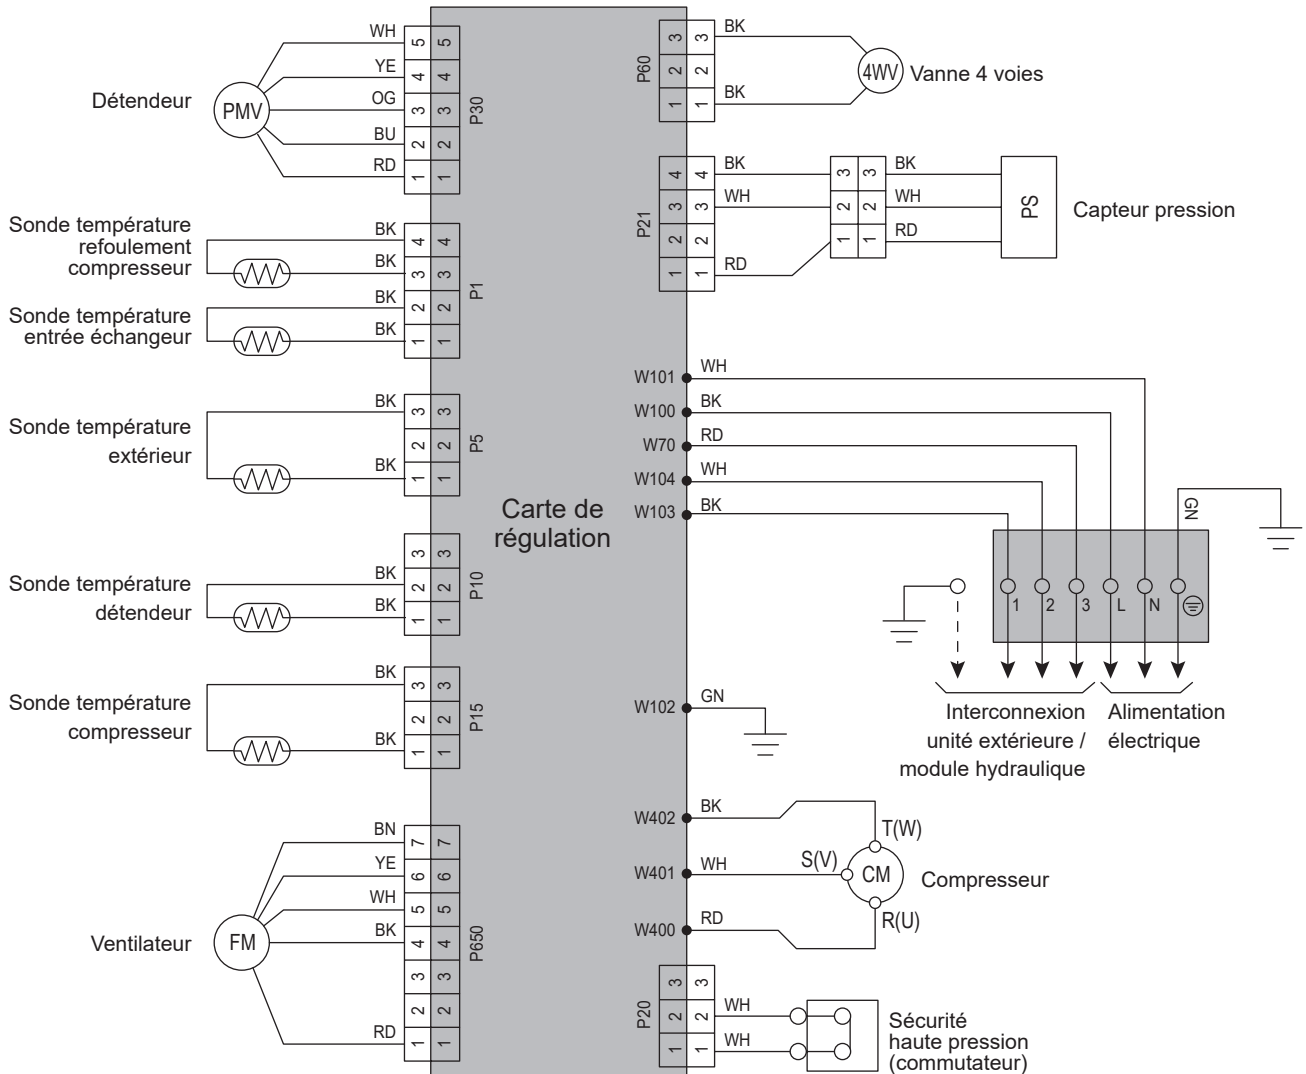 WH
5 5
YE
4 4
Détendeur
PMV
OG
3 3
P30
BU
2 2
RD
1 1
Sonde température
refoulement
compresseur
BK
4 4
BK
3 3
P1
Sonde température
entrée échangeur
BK
2 2
BK
1 1
Sonde température
extérieur
BK
3 3
2 2
P5
BK
1 1
Sonde température
détendeur
3 3
BK
2 2
P10
BK
1 1
Sonde température
compresseur
BK
3 3
2 2
P15
BK
1 1
Ventilateur
FM
BN
7 7
YE
6 6
WH
5 5
BK
4 4
P650
3 3
2 2
RD
1 1
Carte de
régulation
P60
3 3
BK
2 2
1 1
BK
4WV
Vanne 4 voies
P21
4 4
BK
3 3
BK
3 3
WH
2 2
WH
2 2
1 1
RD
1 1
RD
PS
Capteur pression
W101
WH
W100
BK
W70
RD
W104
WH
W103
BK
GN
1
2
3
L
N
Interconnexion
unité extérieure /
module hydraulique
Alimentation
électrique
W102
GN
W402
BK
T(W)
W401
WH
S(V)
CM
Compresseur
W400
RD
R(U)
P20
3 3
2 2
WH
1 1
WH
Sécurité
haute pression
(commutateur)